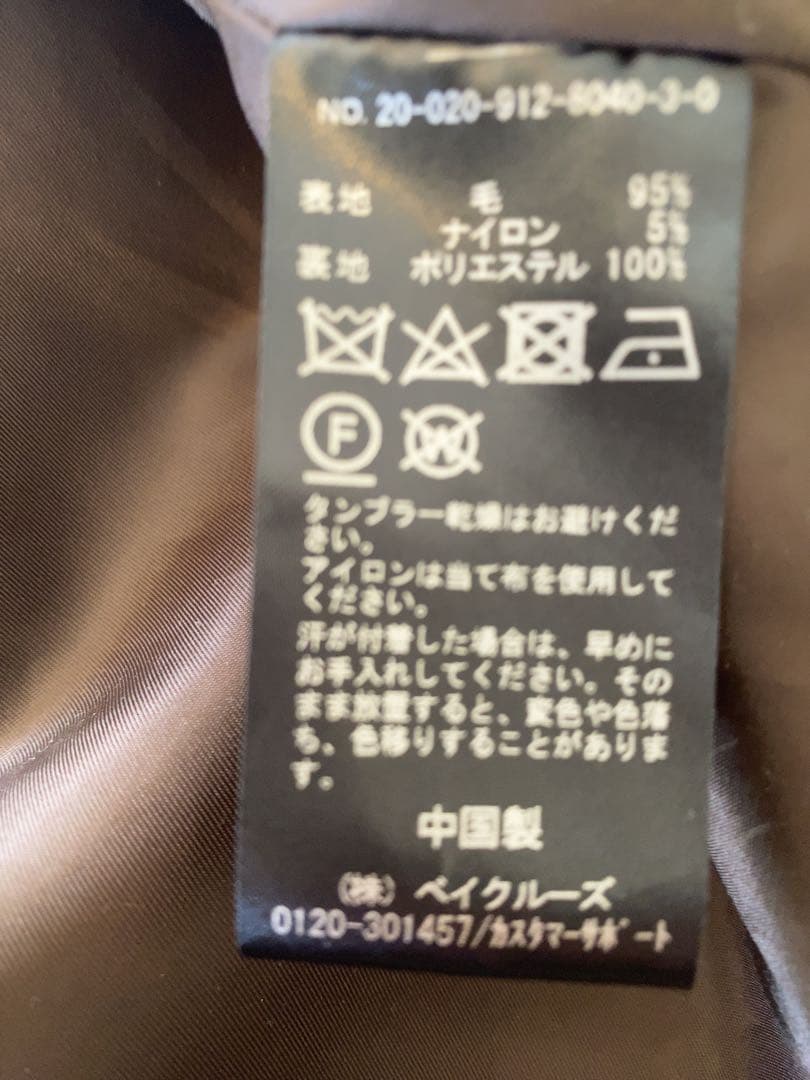 NO. 20-020-912-8040-3-0
表地 毛 95%
ナイロン 5%
裏地 ポリエステル 100%
F W
タンブラー乾燥はお避けくだ
さい。
アイロンは当て布を使用して
ください。
汗が付着した場合は、早めに
お手入れしてください。その
まま放置すると、変色や色落
ち、色移りすることがありま
す。
中国製
(株) ベイクルーズ
0120-301457/ｶｽﾀﾏｰｻﾎﾟｰﾄ